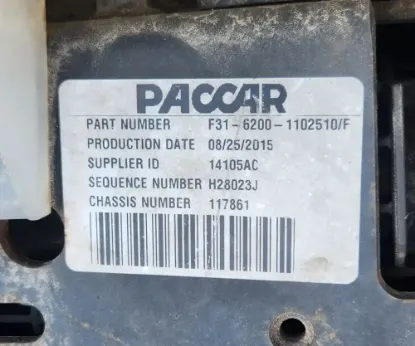 PACCAR
PART NUMBER F31-6200-1102510/F
PRODUCTION DATE 08/25/2015
SUPPLIER ID 14105AC
SEQUENCE NUMBER H28023J
CHASSIS NUMBER 117861